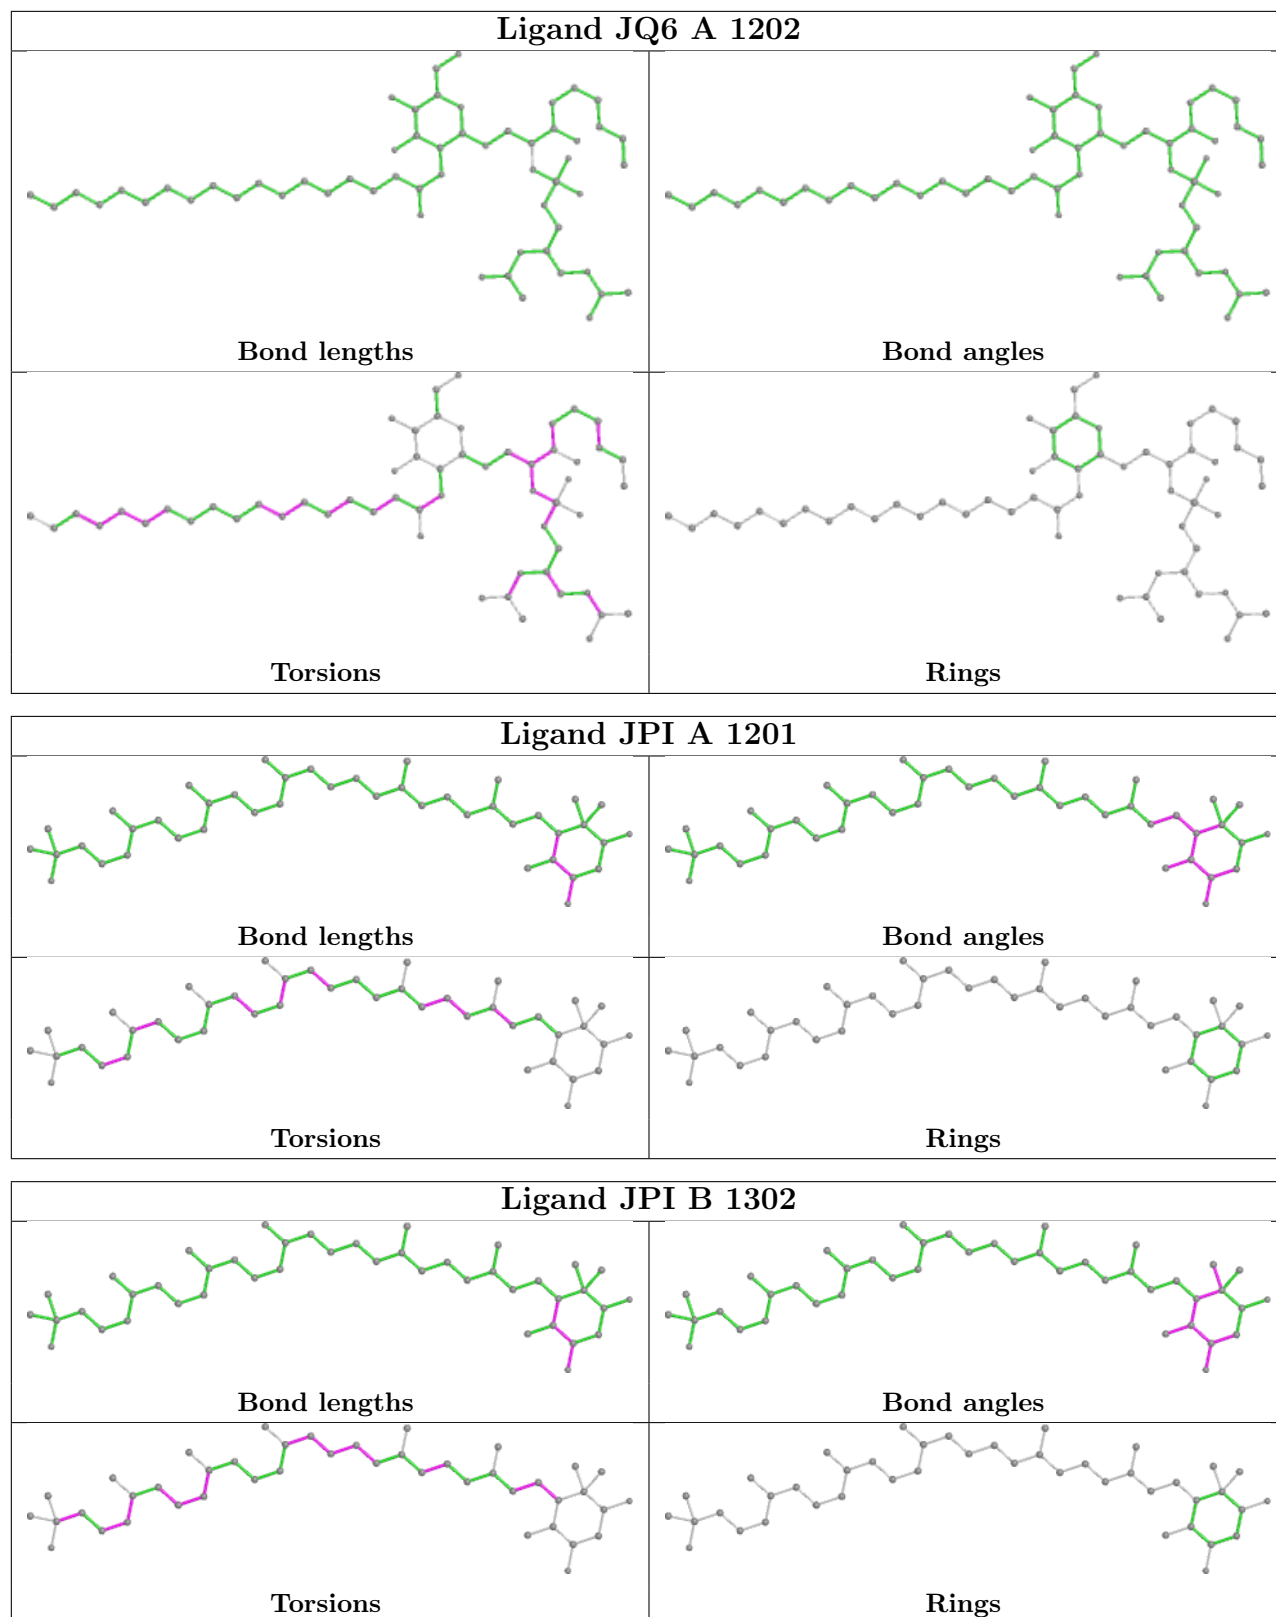 Ligand JQ6 A 1202
Bond lengths
Bond angles
Torsions
Rings
Ligand JPI A 1201
Bond lengths
Bond angles
Torsions
Rings
Ligand JPI B 1302
Bond lengths
Bond angles
Torsions
Rings